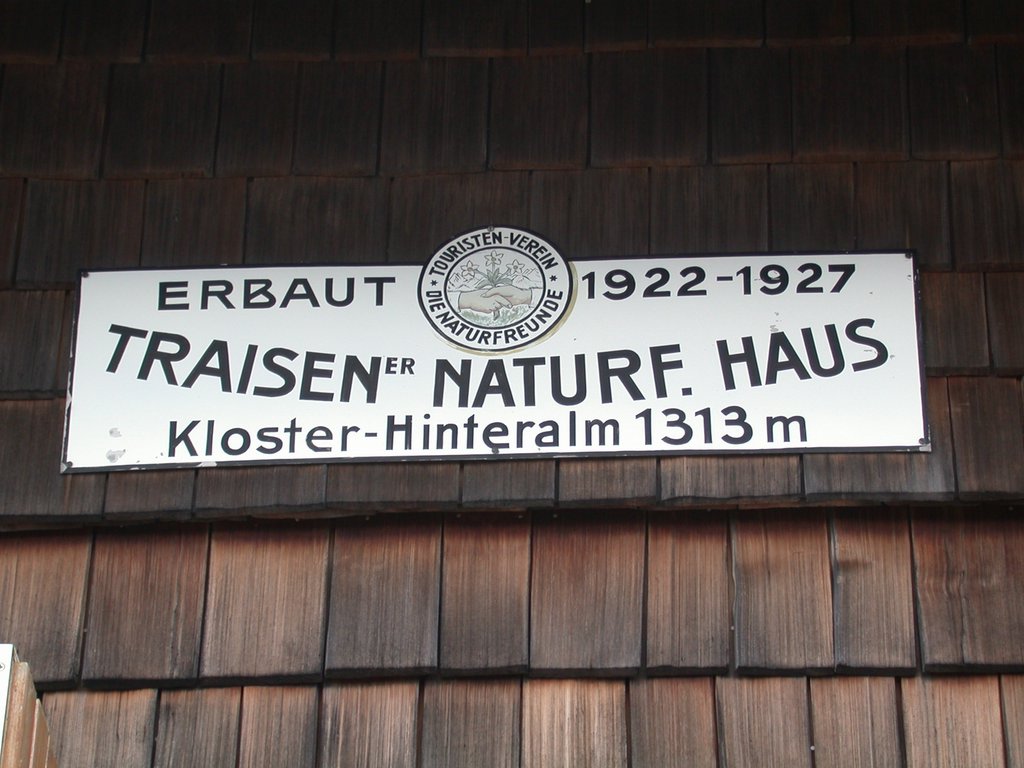 TOURISTEN-VEREIN
* DIE NATURFREUNDE *
ERBAUT 1922-1927
TRAISENER NATURF. HAUS
Kloster-Hinteralm 1313 m